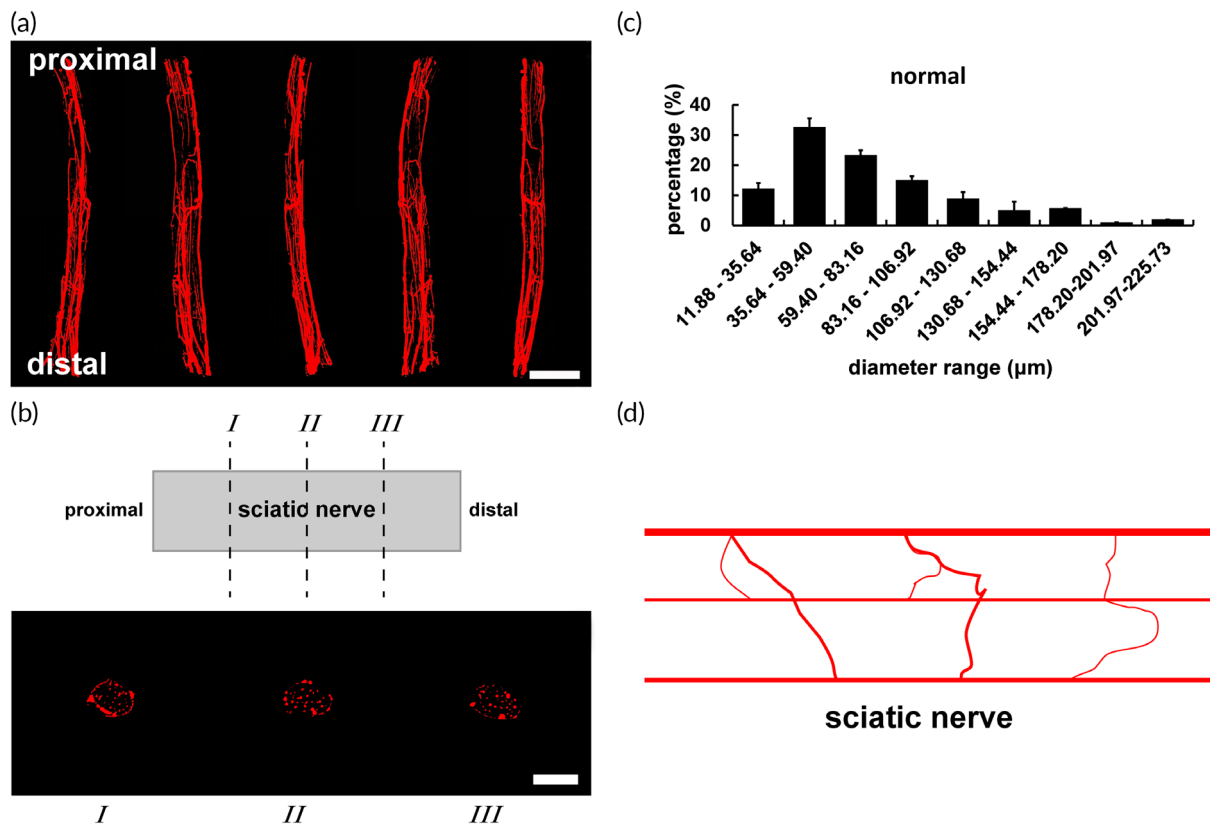 (a)
proximal
distal
(b)
I II III
proximal
sciatic nerve
distal
I II III
(c)
normal
percentage (%)
40
30
20
10
0
11.88 - 35.64
35.64 - 59.40
59.40 - 83.16
83.16 - 106.92
106.92 - 130.68
130.68 - 154.44
154.44 - 178.20
178.20-201.97
201.97-225.73
diameter range (μm)
(d)
sciatic nerve